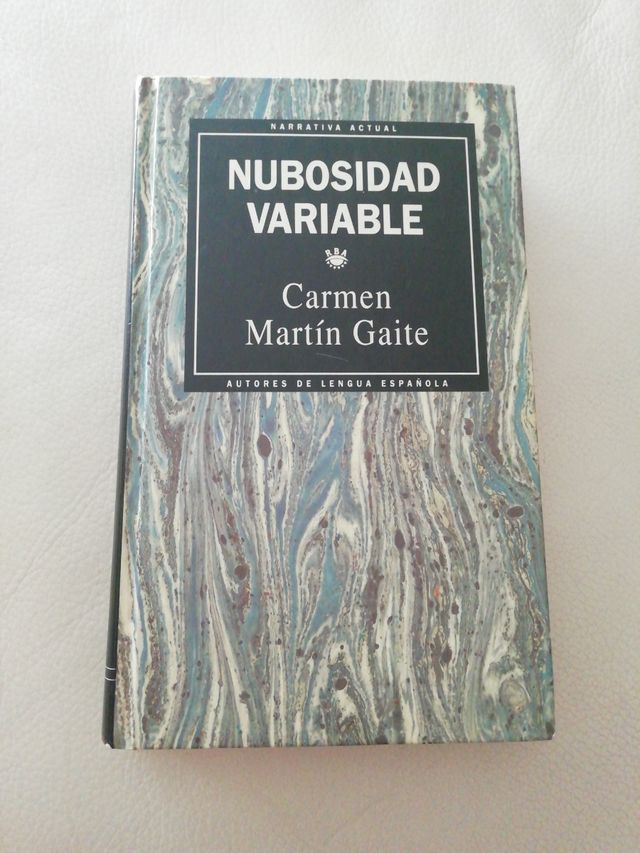 NARRATIVA ACTUAL
NUBOSIDAD
VARIABLE
RBA
Carmen
Martín Gaite
AUTORES DE LENGUA ESPAÑOLA